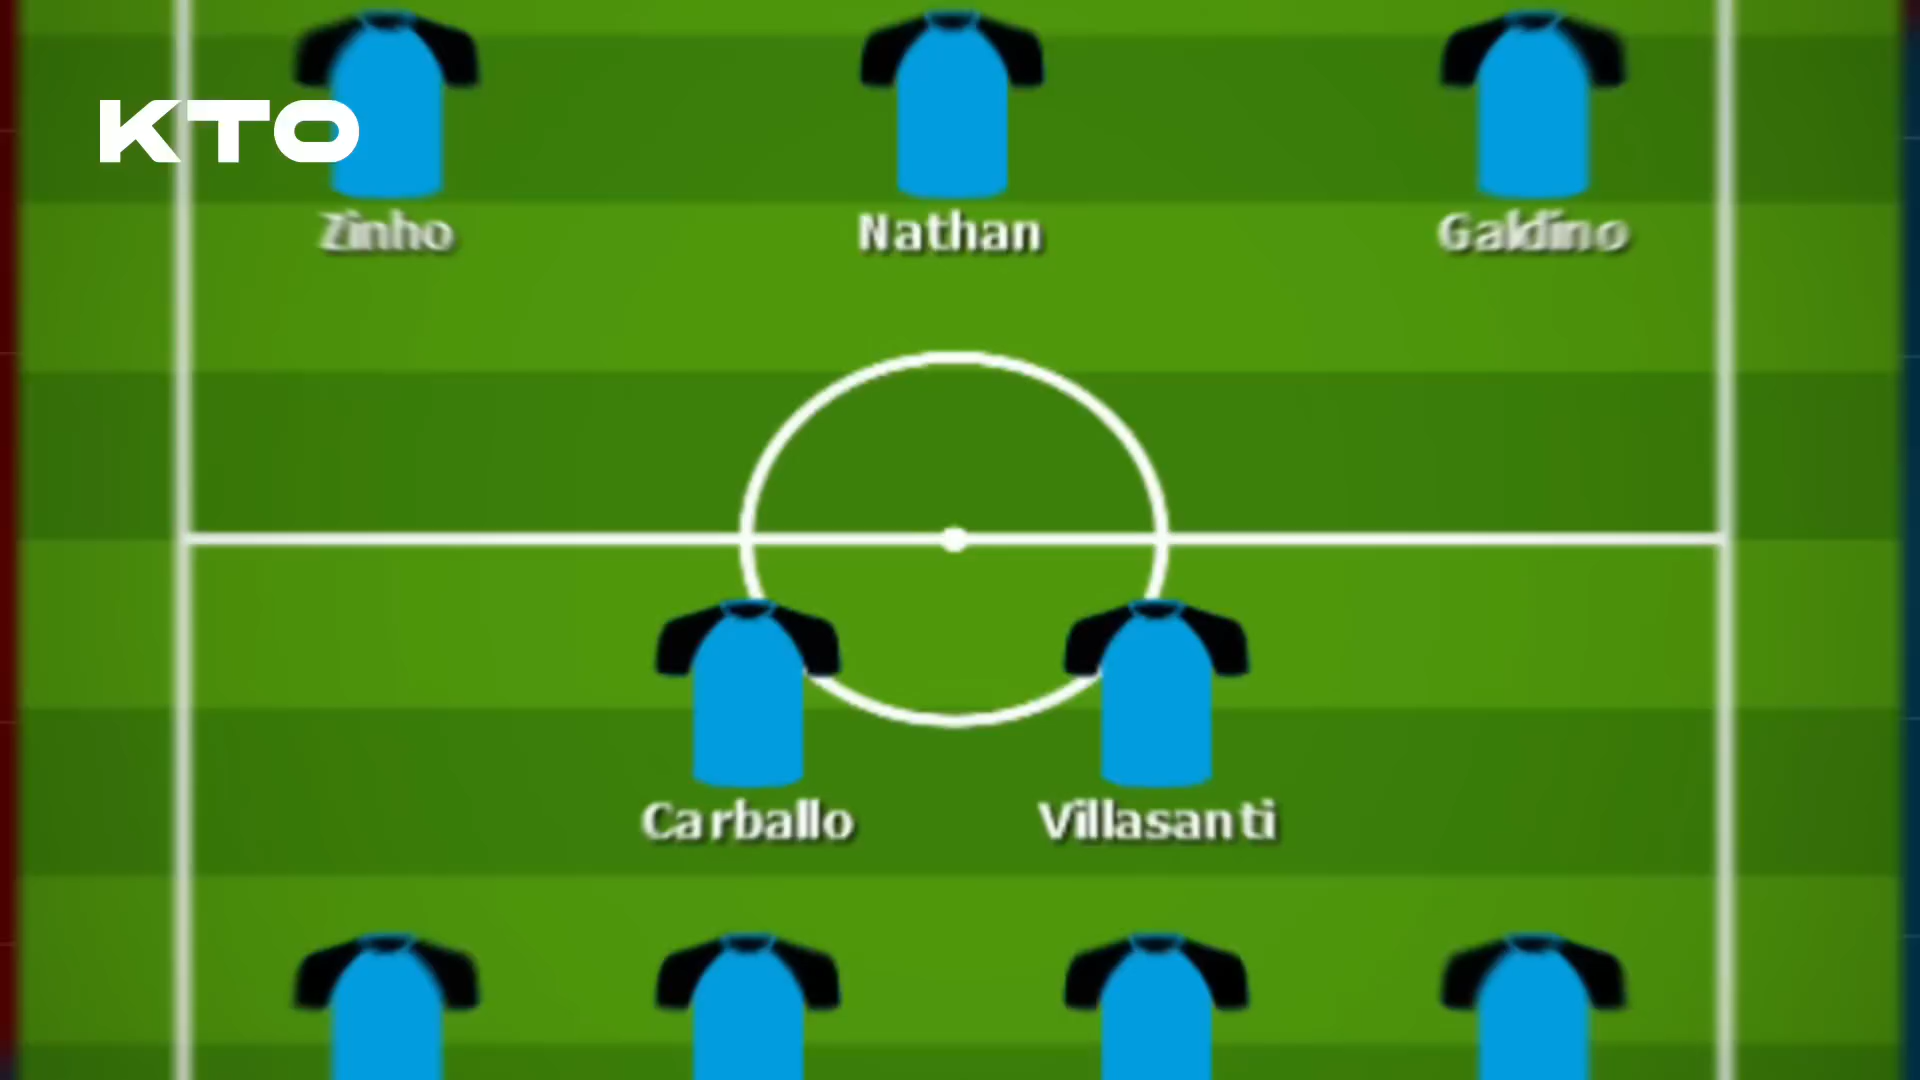 KTO
Zinho
Nathan
Galdino
Carballo
Villasanti